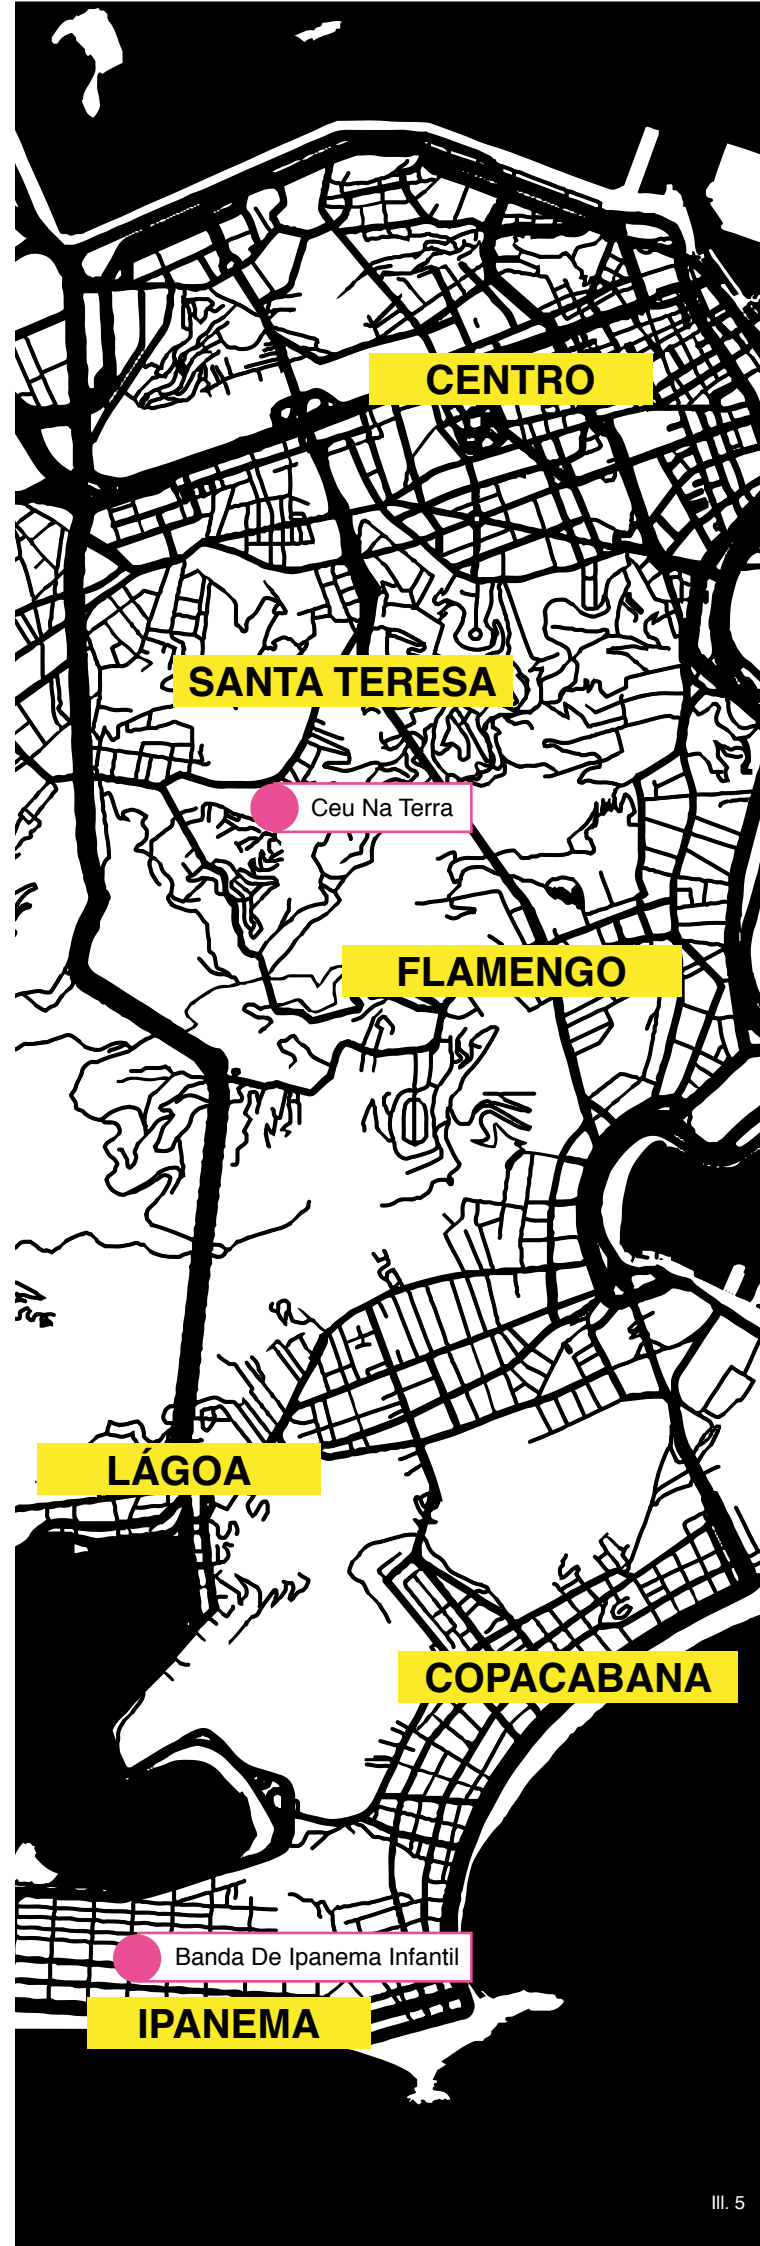 CENTRO
SANTA TERESA
Ceu Na Terra
FLAMENGO
LÁGOA
COPACABANA
Banda De Ipanema Infantil
IPANEMA
Ill. 5